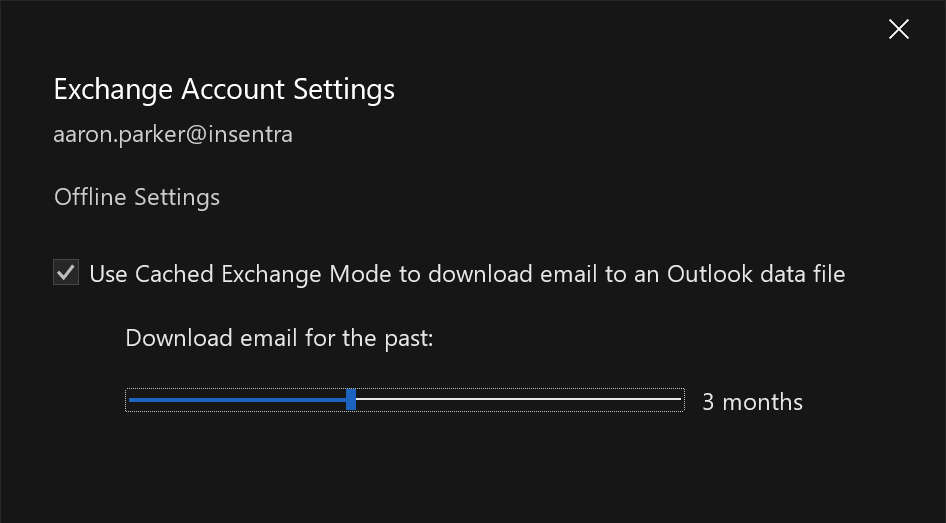 Exchange Account Settings
aaron.parker@insentra
Offline Settings
Use Cached Exchange Mode to download email to an Outlook data file
Download email for the past:
3 months